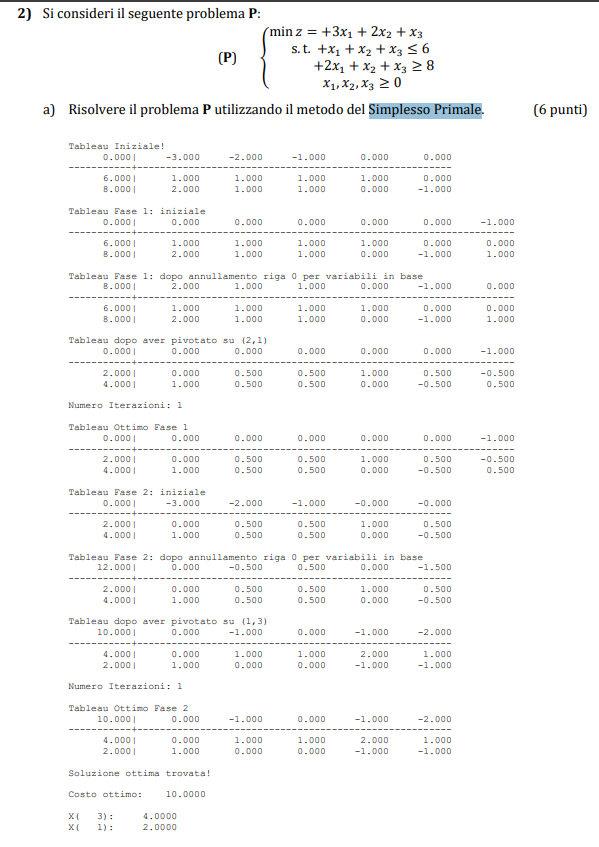 2) Si consideri il seguente problema P:
min z = +3x₁ + 2x₂ + x₃
s.t. +x₁ + x₂ + x₃ ≤ 6
(P)
+2x₁ + x₂ + x₃ ≥ 8
x₁, x₂, x₃ ≥ 0
a) Risolvere il problema P utilizzando il metodo del Simplesso Primale. (6 punti)
Tableau Iniziale!
0.000| -3.000 -2.000 -1.000 0.000 0.000
-----------+-----------------------------------------------------
6.000| 1.000 1.000 1.000 1.000 0.000
8.000| 2.000 1.000 1.000 0.000 -1.000
Tableau Fase 1: iniziale
0.000| 0.000 0.000 0.000 0.000 0.000 -1.000
-----------+--------------------------------------------------------------
6.000| 1.000 1.000 1.000 1.000 0.000 0.000
8.000| 2.000 1.000 1.000 0.000 -1.000 1.000
Tableau Fase 1: dopo annullamento riga 0 per variabili in base
8.000| 2.000 1.000 1.000 0.000 -1.000 0.000
-----------+--------------------------------------------------------------
6.000| 1.000 1.000 1.000 1.000 0.000 0.000
8.000| 2.000 1.000 1.000 0.000 -1.000 1.000
Tableau dopo aver pivotato su (2,1)
0.000| 0.000 0.000 0.000 0.000 0.000 -1.000
-----------+--------------------------------------------------------------
2.000| 0.000 0.500 0.500 1.000 0.500 -0.500
4.000| 1.000 0.500 0.500 0.000 -0.500 0.500
Numero Iterazioni: 1
Tableau Ottimo Fase 1
0.000| 0.000 0.000 0.000 0.000 0.000 -1.000
-----------+--------------------------------------------------------------
2.000| 0.000 0.500 0.500 1.000 0.500 -0.500
4.000| 1.000 0.500 0.500 0.000 -0.500 0.500
Tableau Fase 2: iniziale
0.000| -3.000 -2.000 -1.000 -0.000 -0.000
-----------+-----------------------------------------------------
2.000| 0.000 0.500 0.500 1.000 0.500
4.000| 1.000 0.500 0.500 0.000 -0.500
Tableau Fase 2: dopo annullamento riga 0 per variabili in base
12.000| 0.000 -0.500 0.500 0.000 -1.500
-----------+-----------------------------------------------------
2.000| 0.000 0.500 0.500 1.000 0.500
4.000| 1.000 0.500 0.500 0.000 -0.500
Tableau dopo aver pivotato su (1,3)
10.000| 0.000 -1.000 0.000 -1.000 -2.000
-----------+-----------------------------------------------------
4.000| 0.000 1.000 1.000 2.000 1.000
2.000| 1.000 0.000 0.000 -1.000 -1.000
Numero Iterazioni: 1
Tableau Ottimo Fase 2
10.000| 0.000 -1.000 0.000 -1.000 -2.000
-----------+-----------------------------------------------------
4.000| 0.000 1.000 1.000 2.000 1.000
2.000| 1.000 0.000 0.000 -1.000 -1.000
Soluzione ottima trovata!
Costo ottimo: 10.0000
X( 3): 4.0000
X( 1): 2.0000